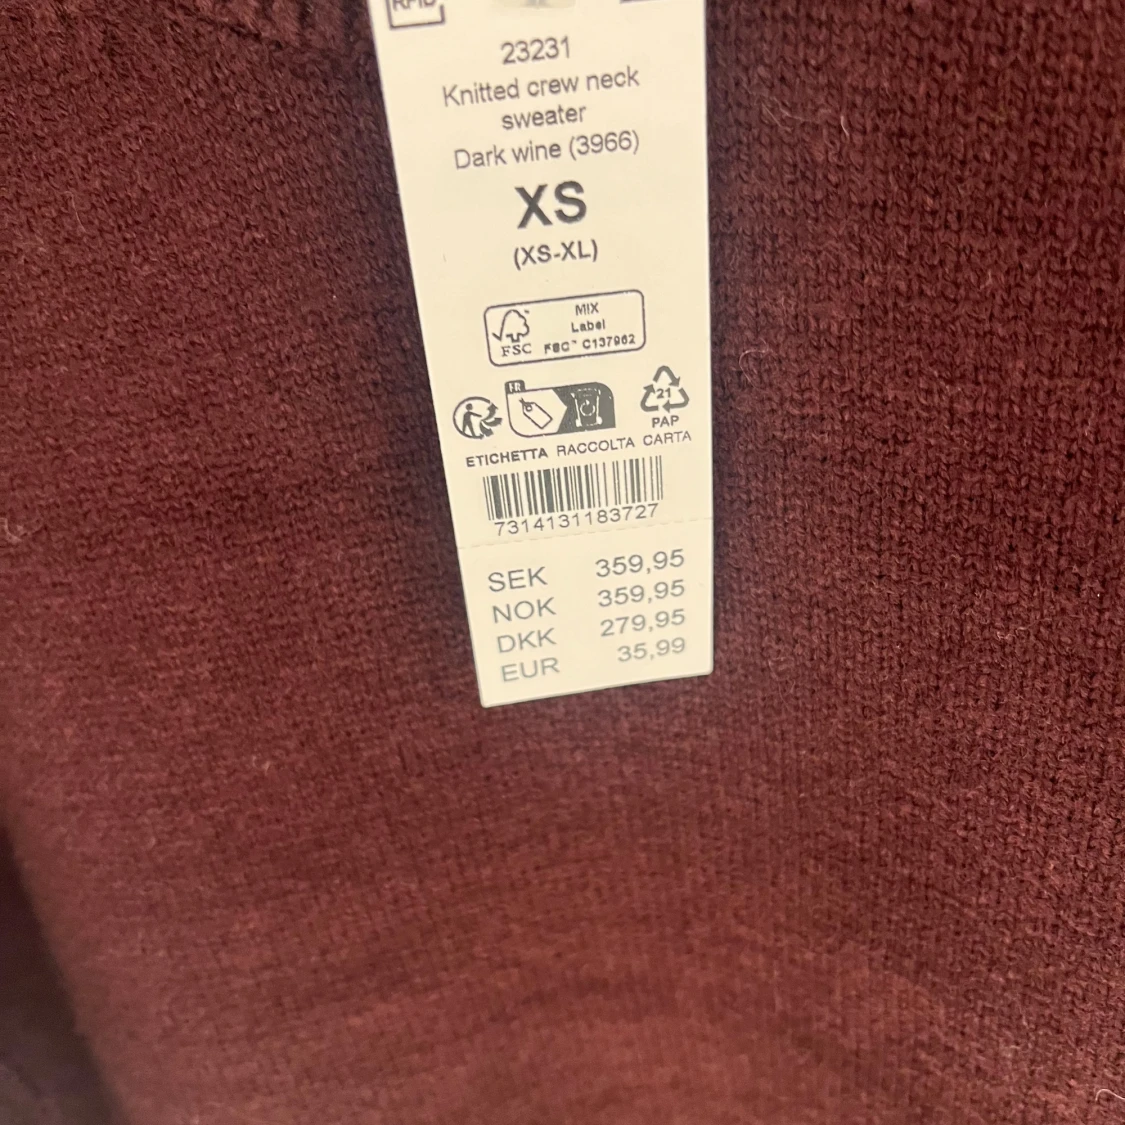 RFID
23231
Knitted crew neck
sweater
Dark wine (3966)
XS
(XS-XL)
MIX
Label
FSC™ C137962
FSC
FR
21
PAP
ETICHETTA RACCOLTA CARTA
7314131183727
SEK 359,95
NOK 359,95
DKK 279,95
EUR 35,99